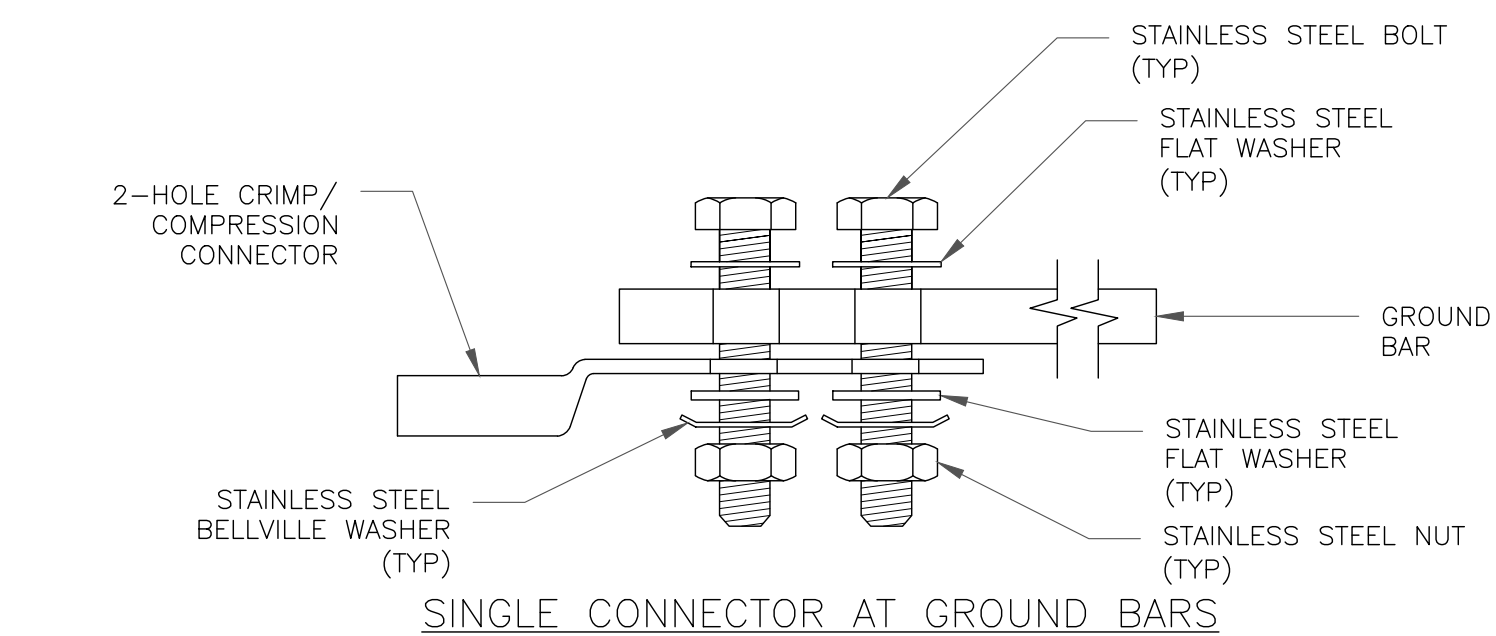 STAINLESS STEEL BOLT
(TYP)
STAINLESS STEEL
FLAT WASHER
(TYP)
2-HOLE CRIMP/
COMPRESSION
CONNECTOR
GROUND
BAR
STAINLESS STEEL
FLAT WASHER
(TYP)
STAINLESS STEEL
BELLVILLE WASHER
(TYP)
STAINLESS STEEL NUT
(TYP)
SINGLE CONNECTOR AT GROUND BARS